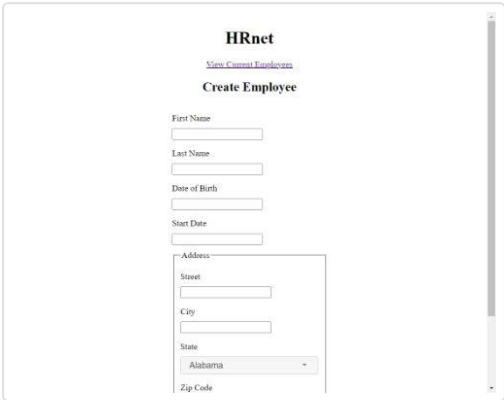 HRnet
View Current Employees
Create Employee
First Name
Last Name
Date of Birth
Start Date
Address
Street
City
State
Alabama
Zip Code